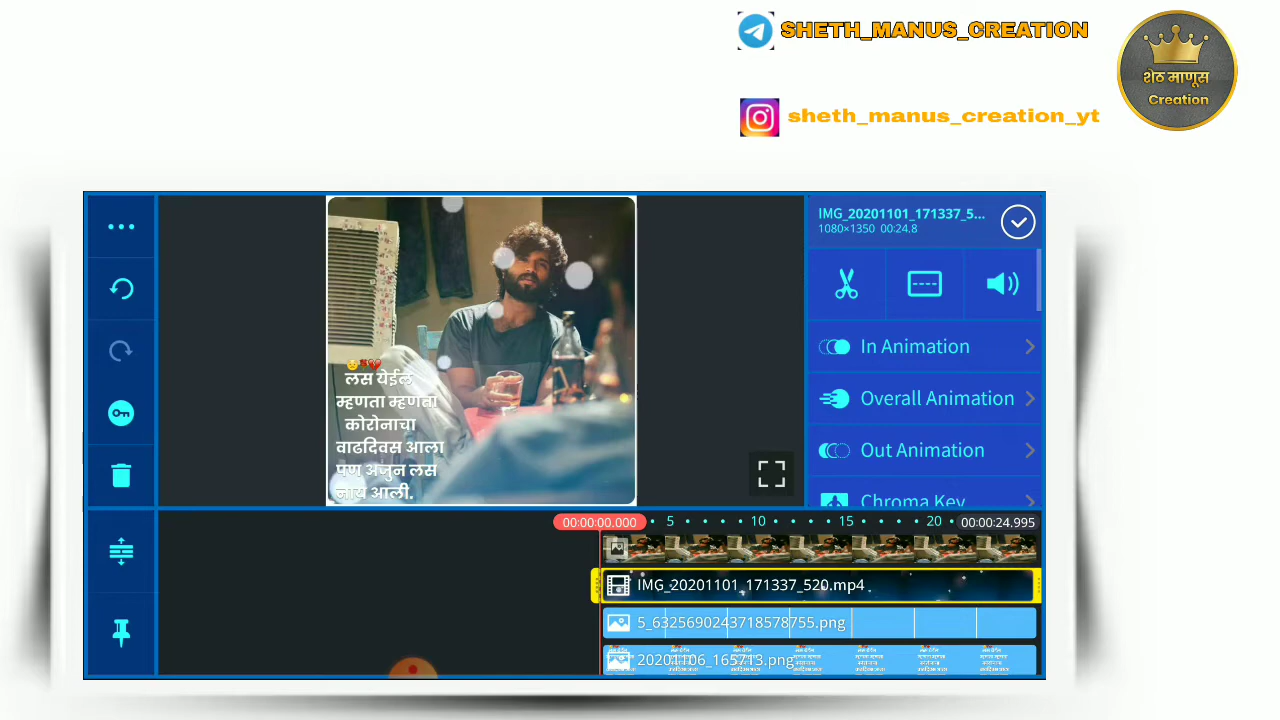 SHETH_MANUS_CREATION
शेठ माणूस
Creation
sheth_manus_creation_yt
IMG_20201101_171337_5...
1080×1350 00:24.8
In Animation
Overall Animation
Out Animation
Chroma Key
लस येईल
म्हणता म्हणता
कोरोनाचा
वाढदिवस आला
पण अजुन लस
नाय आली.
00:00:00.000 5 10 15 20 00:00:24.995
IMG_20201101_171337_520.mp4
5_6325690243718578755.png
20201106_165713.png